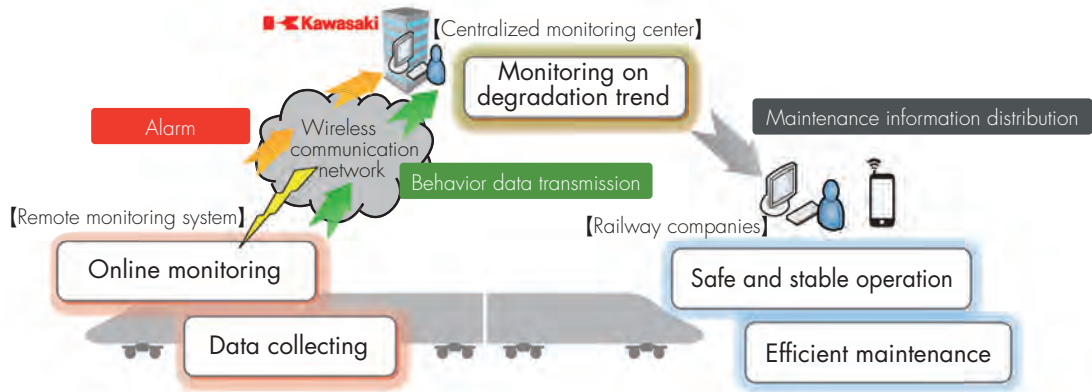 Kawasaki
【Centralized monitoring center】
Monitoring on
degradation trend
Alarm
Wireless
communication
network
Maintenance information distribution
Behavior data transmission
【Remote monitoring system】
【Railway companies】
Online monitoring
Safe and stable operation
Data collecting
Efficient maintenance